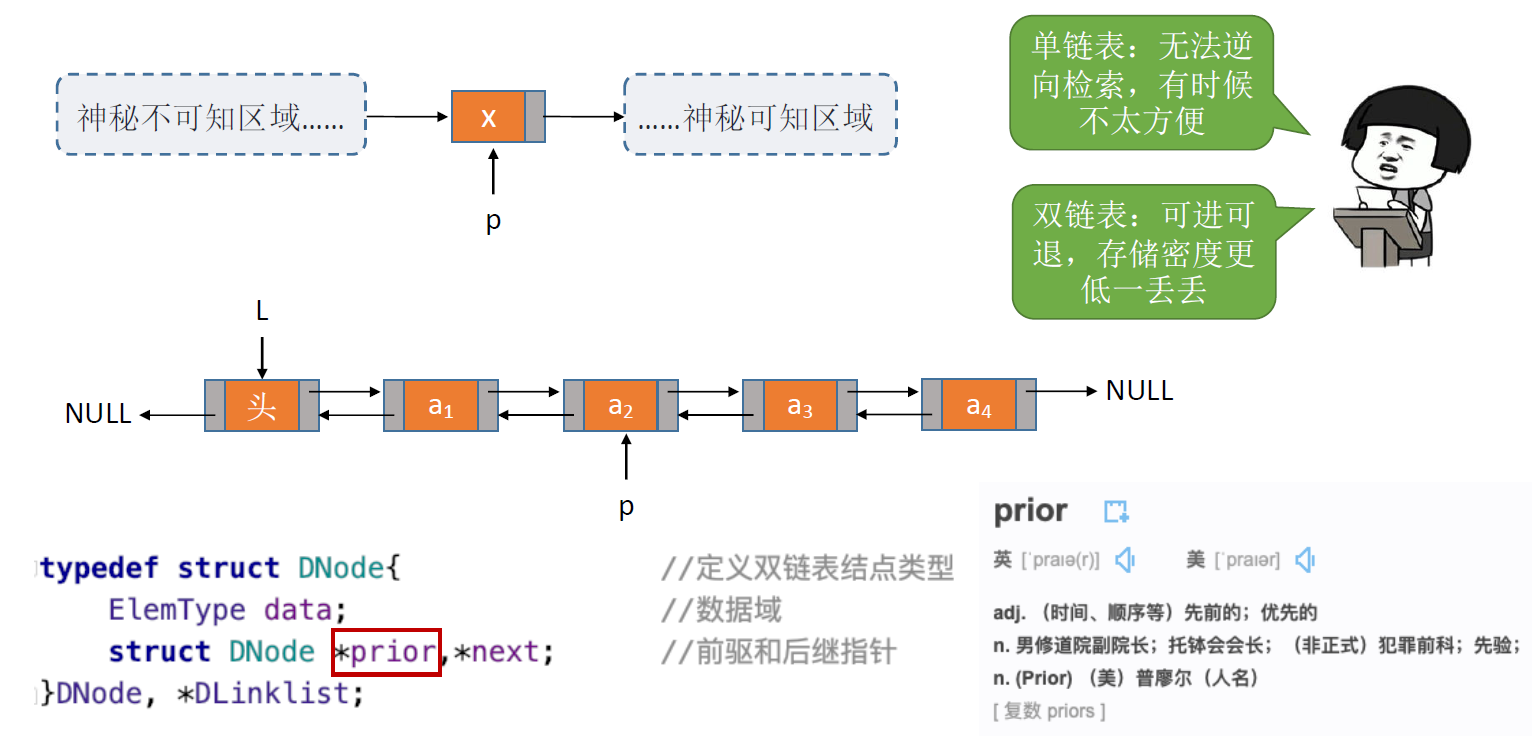 神秘不可知区域……
x
……神秘可知区域
p
单链表：无法逆
向检索，有时候
不太方便
双链表：可进可
退，存储密度更
低一丢丢
L
NULL
头
a₁
a₂
a₃
a₄
NULL
p
typedef struct DNode{ //定义双链表结点类型
ElemType data; //数据域
struct DNode *prior,*next; //前驱和后继指针
}DNode, *DLinklist;
prior
英 [ˈpraɪə(r)] 美 [ˈpraɪər]
adj. （时间、顺序等）先前的；优先的
n. 男修道院副院长；托钵会会长；（非正式）犯罪前科；先验；
n. (Prior) （美）普廖尔（人名）
[ 复数 priors ]